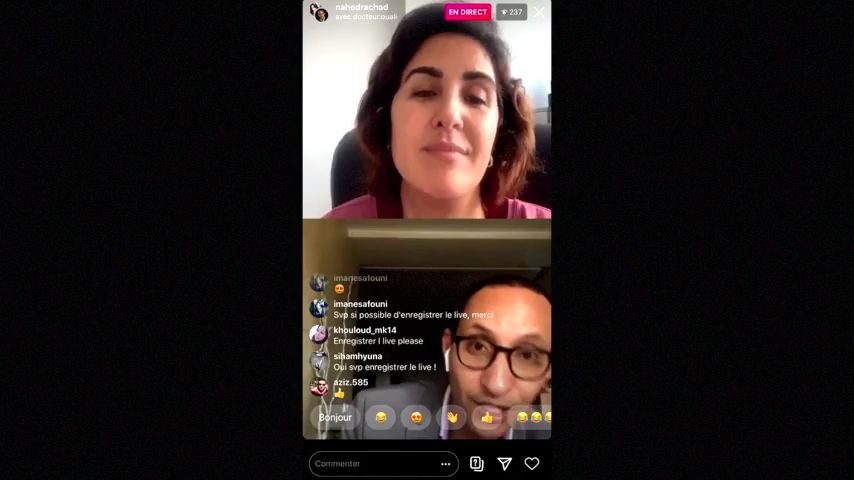 nahedrachad
avec docteur.ouali
EN DIRECT
237
imanesafouni
imanesafouni
Svp si possible d'enregistrer le live, merci
khouloud_mk14
Enregistrer l live please
sihamhyuna
Oui svp enregistrer le live !
aziz.585
Bonjour
Commenter